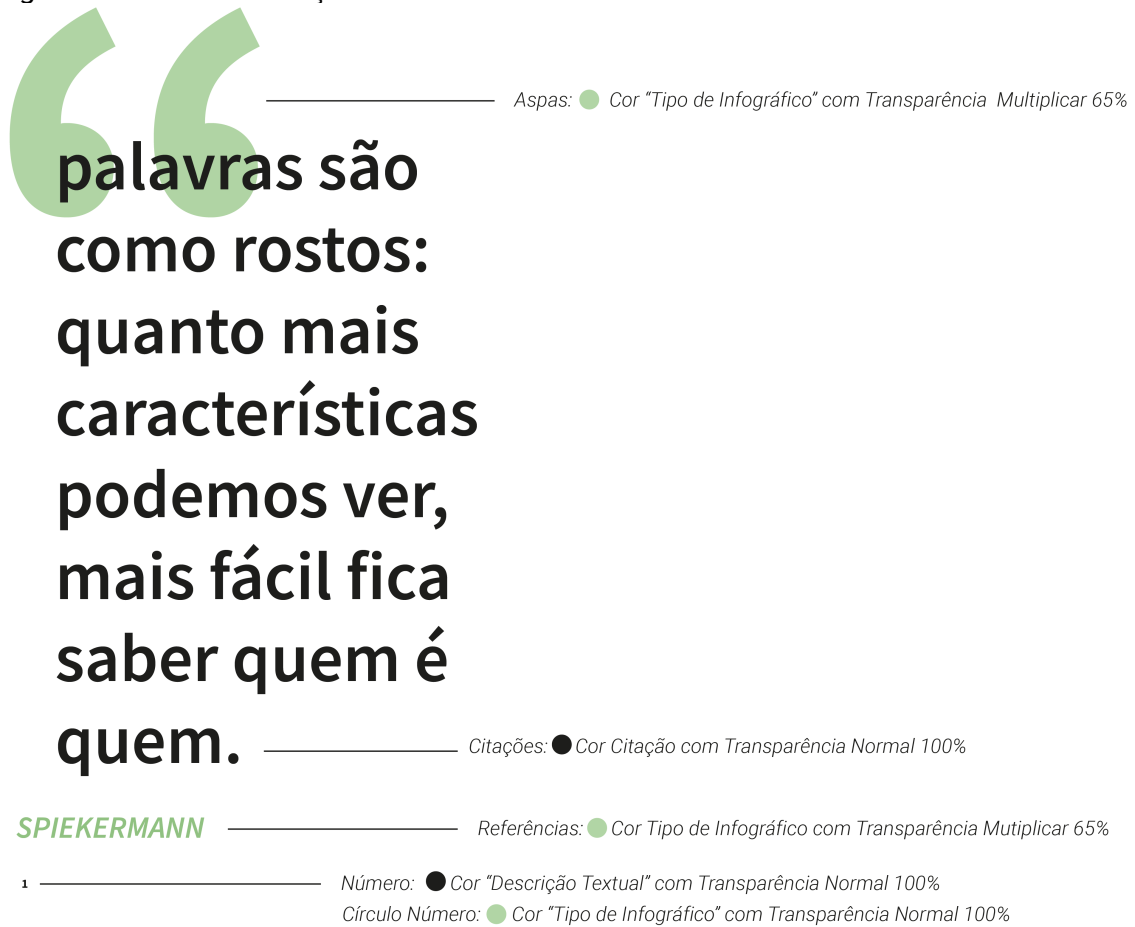 Aspas: Cor “Tipo de Infográfico” com Transparência Multiplicar 65%
palavras são
como rostos:
quanto mais
características
podemos ver,
mais fácil fica
saber quem é
quem.
Citações: Cor Citação com Transparência Normal 100%
SPIEKERMANN
Referências: Cor Tipo de Infográfico com Transparência Mutiplicar 65%
1
Número: Cor “Descrição Textual” com Transparência Normal 100%
Círculo Número: Cor “Tipo de Infográfico” com Transparência Normal 100%